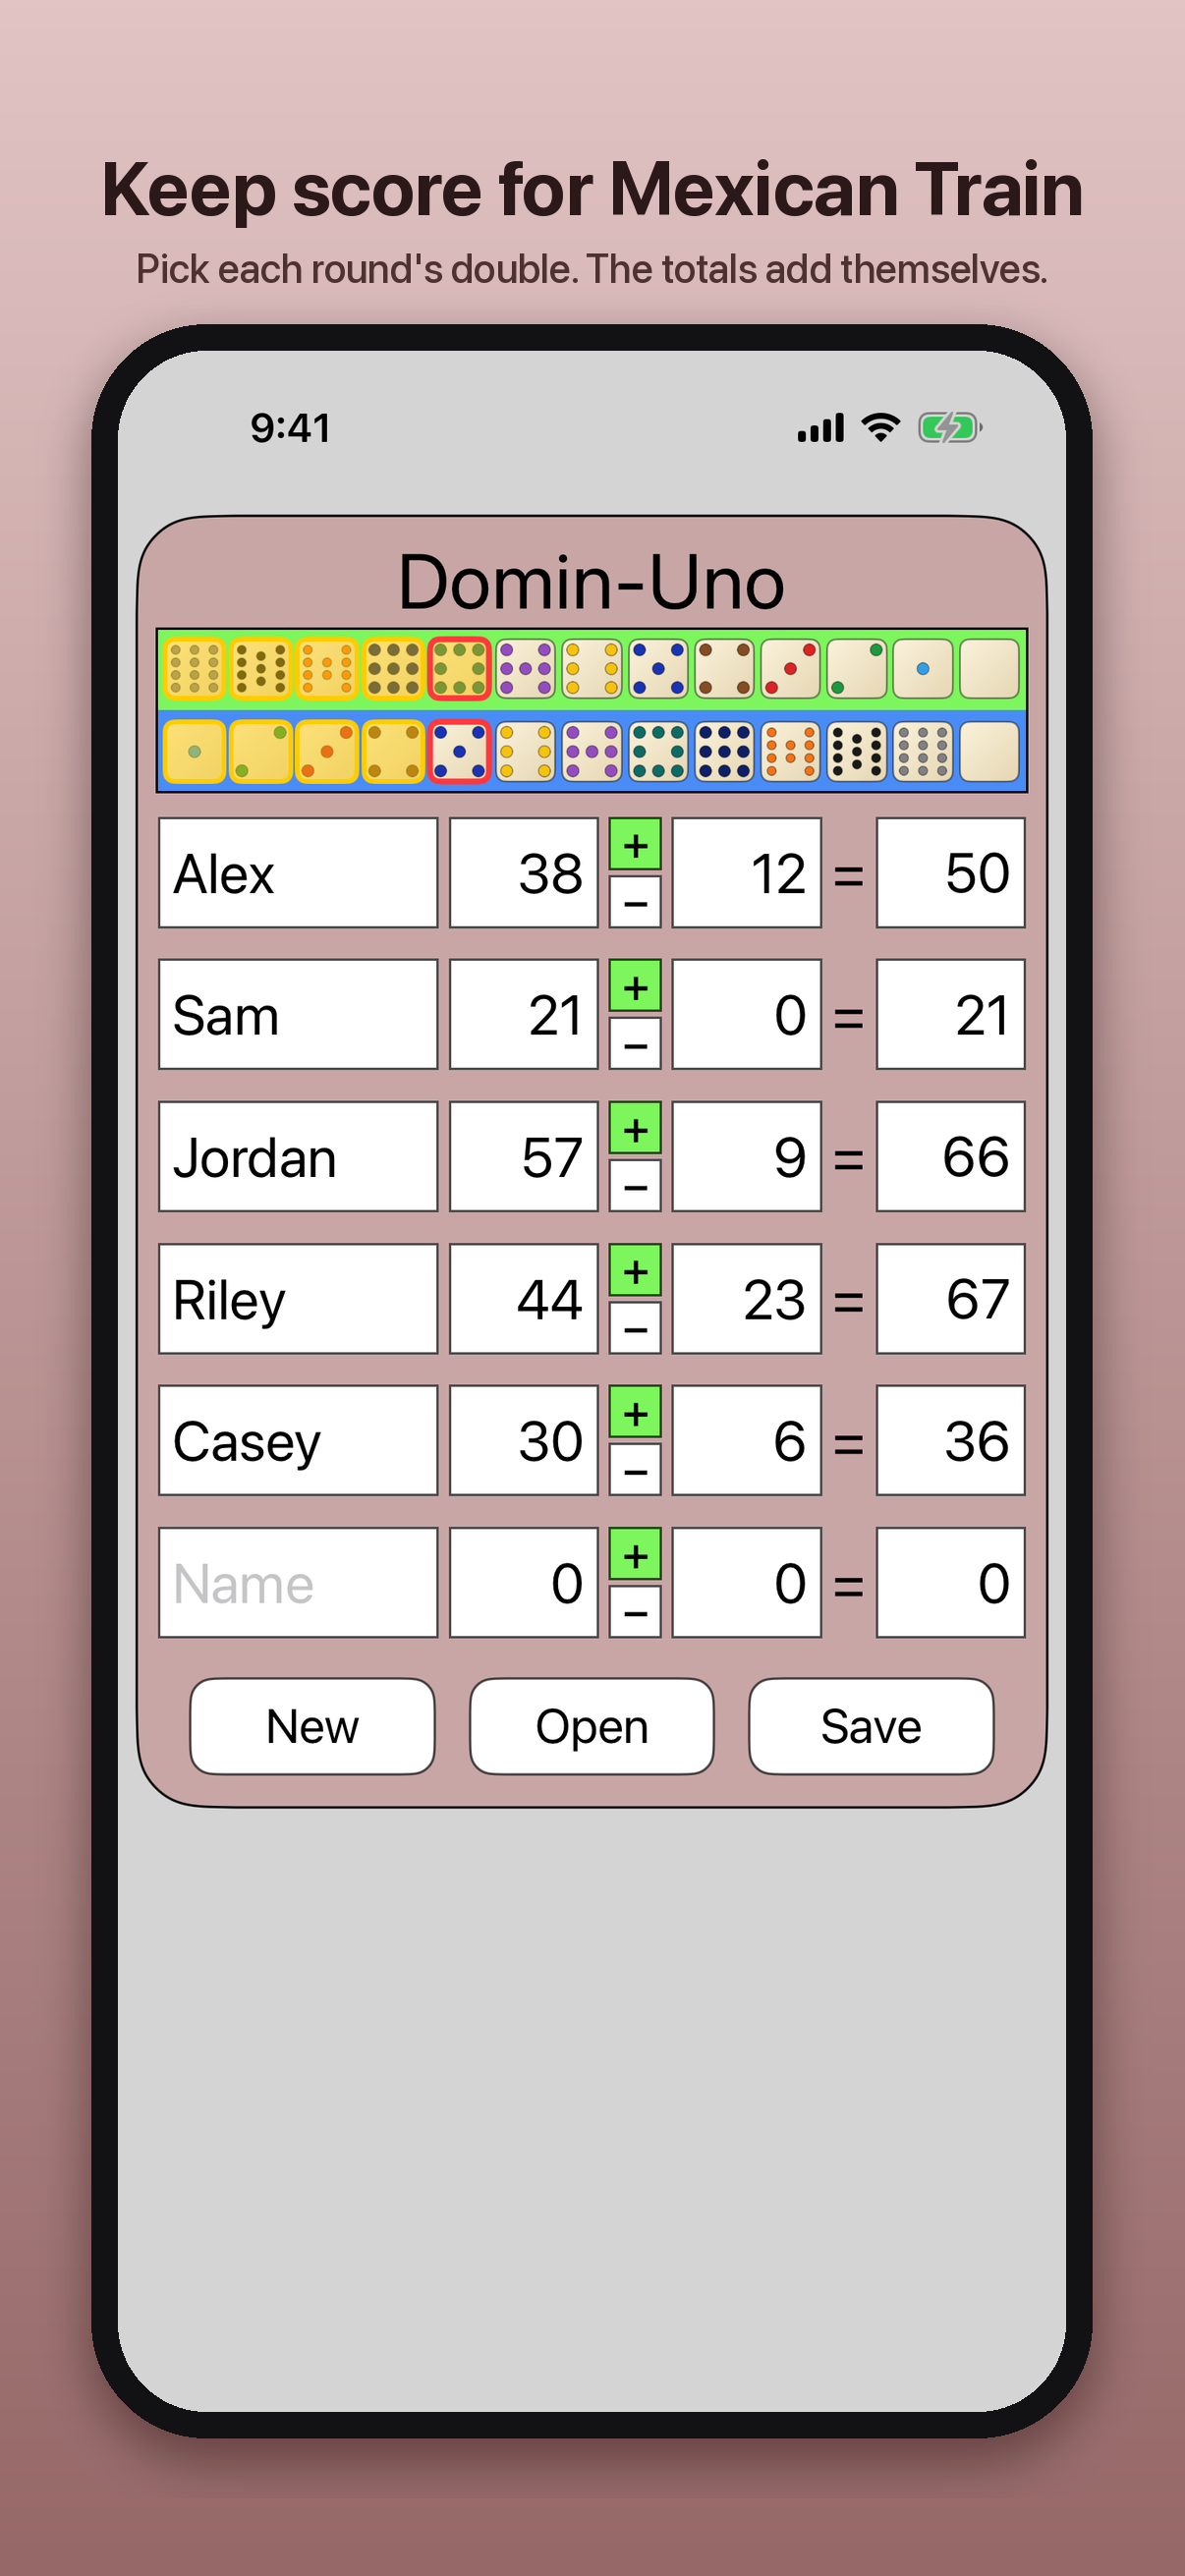 Keep score for Mexican Train
Pick each round's double. The totals add themselves.
9:41
Domin-Uno
Alex 38 + − 12 = 50
Sam 21 + − 0 = 21
Jordan 57 + − 9 = 66
Riley 44 + − 23 = 67
Casey 30 + − 6 = 36
Name 0 + − 0 = 0
New Open Save